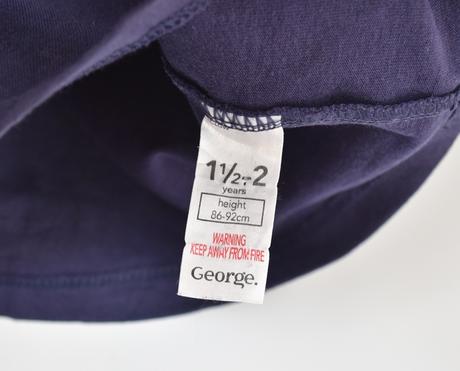 1½-2
years
height
86-92cm
WARNING
KEEP AWAY FROM FIRE
George.